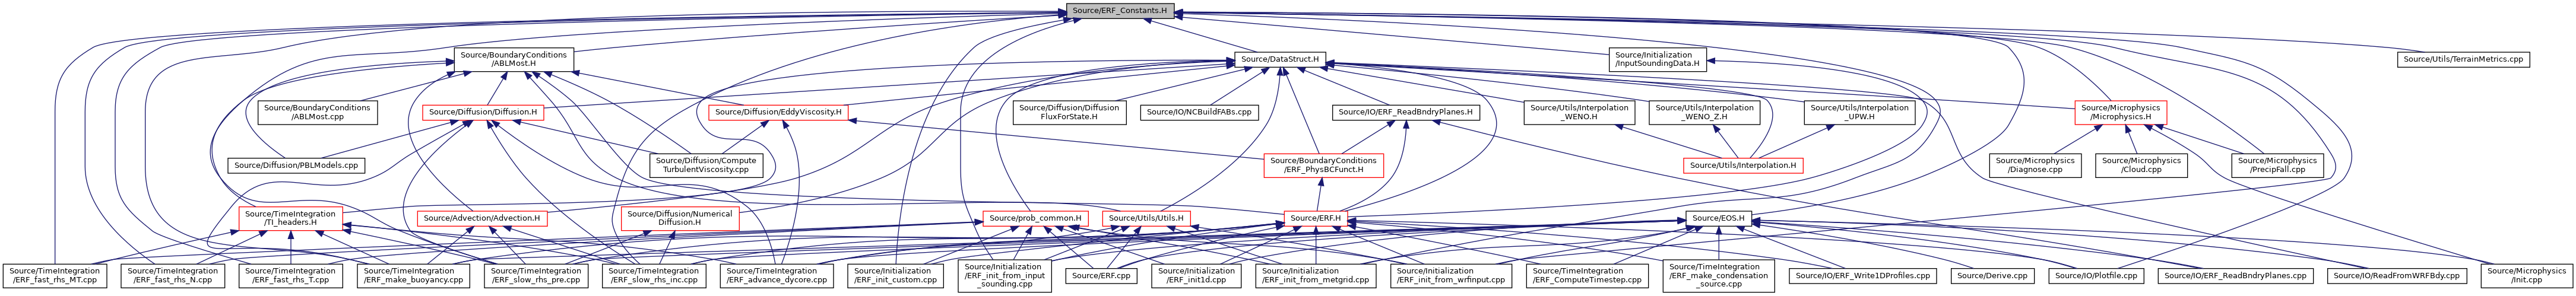 Source/ERF_Constants.H
Source/BoundaryConditions
/ABLMost.H
Source/DataStruct.H
Source/Initialization
/InputSoundingData.H
Source/Utils/TerrainMetrics.cpp
Source/BoundaryConditions
/ABLMost.cpp
Source/Diffusion/Diffusion.H
Source/Diffusion/EddyViscosity.H
Source/Diffusion/Diffusion
FluxForState.H
Source/IO/NCBuildFABs.cpp
Source/IO/ERF_ReadBndryPlanes.H
Source/Utils/Interpolation
_WENO.H
Source/Utils/Interpolation
_WENO_Z.H
Source/Utils/Interpolation
_UPW.H
Source/Microphysics
/Microphysics.H
Source/Diffusion/PBLModels.cpp
Source/Diffusion/Compute
TurbulentViscosity.cpp
Source/BoundaryConditions
/ERF_PhysBCFunct.H
Source/Utils/Interpolation.H
Source/Microphysics
/Diagnose.cpp
Source/Microphysics
/Cloud.cpp
Source/Microphysics
/PrecipFall.cpp
Source/TimeIntegration
/TI_headers.H
Source/Advection/Advection.H
Source/Diffusion/Numerical
Diffusion.H
Source/prob_common.H
Source/Utils/Utils.H
Source/ERF.H
Source/EOS.H
Source/TimeIntegration
/ERF_fast_rhs_MT.cpp
Source/TimeIntegration
/ERF_fast_rhs_N.cpp
Source/TimeIntegration
/ERF_fast_rhs_T.cpp
Source/TimeIntegration
/ERF_make_buoyancy.cpp
Source/TimeIntegration
/ERF_slow_rhs_pre.cpp
Source/TimeIntegration
/ERF_slow_rhs_inc.cpp
Source/TimeIntegration
/ERF_advance_dycore.cpp
Source/Initialization
/ERF_init_custom.cpp
Source/Initialization
/ERF_init_from_input
_sounding.cpp
Source/ERF.cpp
Source/Initialization
/ERF_init1d.cpp
Source/Initialization
/ERF_init_from_metgrid.cpp
Source/Initialization
/ERF_init_from_wrfinput.cpp
Source/TimeIntegration
/ERF_ComputeTimestep.cpp
Source/TimeIntegration
/ERF_make_condensation
_source.cpp
Source/IO/ERF_Write1DProfiles.cpp
Source/Derive.cpp
Source/IO/Plotfile.cpp
Source/IO/ERF_ReadBndryPlanes.cpp
Source/IO/ReadFromWRFBdy.cpp
Source/Microphysics
/Init.cpp